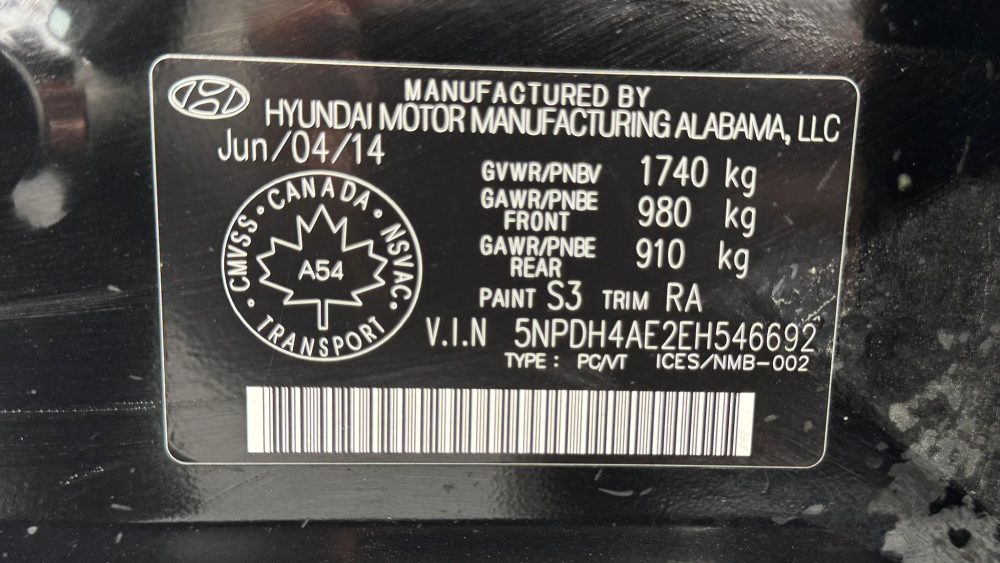 MANUFACTURED BY
HYUNDAI MOTOR MANUFACTURING ALABAMA, LLC
Jun/04/14
GVWR/PNBV 1740 kg
GAWR/PNBE FRONT 980 kg
GAWR/PNBE REAR 910 kg
PAINT S3 TRIM RA
V.I.N 5NPDH4AE2EH546692
TYPE : PC/VT ICES/NMB-002
CMVSS • CANADA • NSVAC • TRANSPORT •
A54